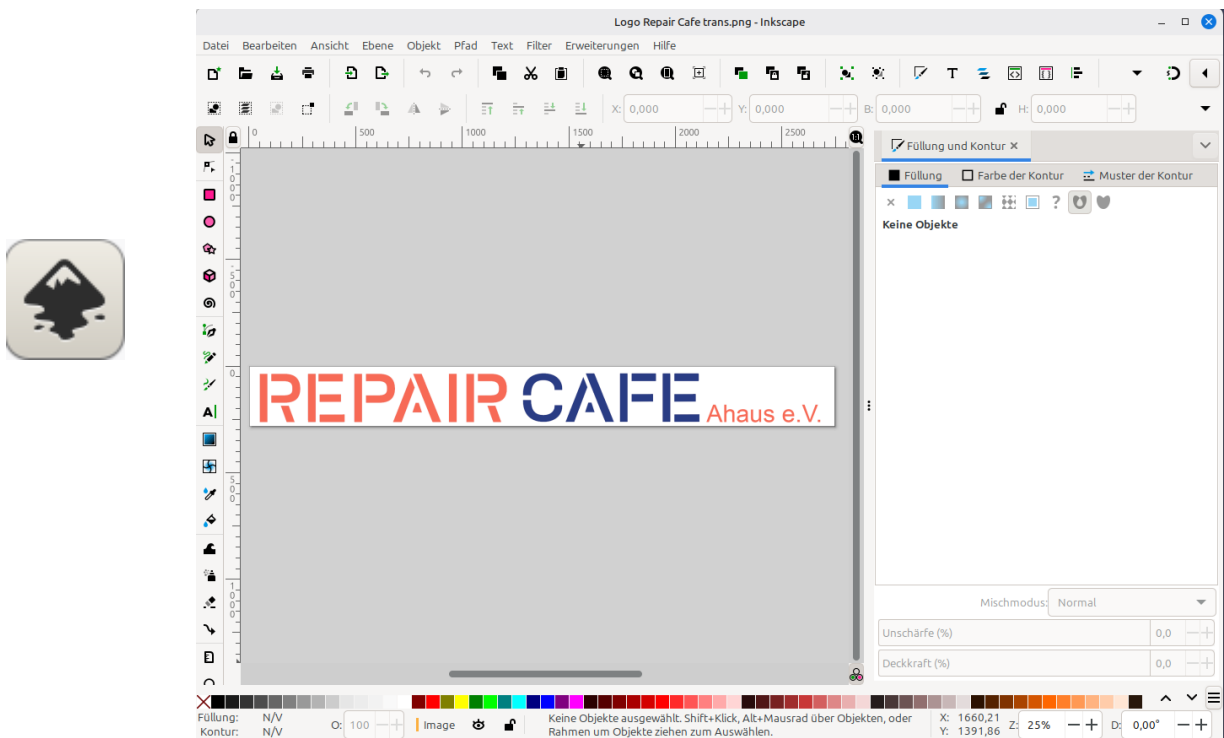 Logo Repair Cafe trans.png - Inkscape
Datei Bearbeiten Ansicht Ebene Objekt Pfad Text Filter Erweiterungen Hilfe
X: 0,000 Y: 0,000 B: 0,000 H: 0,000
0 500 1000 1500 2000 2500
Füllung und Kontur
Füllung Farbe der Kontur Muster der Kontur
Keine Objekte
REPAIR CAFE Ahaus e.V.
Mischmodus: Normal
Unschärfe (%) 0,0
Deckkraft (%) 0,0
Füllung: N/V
Kontur: N/V
O: 100
Image
Keine Objekte ausgewählt. Shift+Klick, Alt+Mausrad über Objekten, oder
Rahmen um Objekte ziehen zum Auswählen.
X: 1660,21
Y: 1391,86
Z: 25%
D: 0,00°